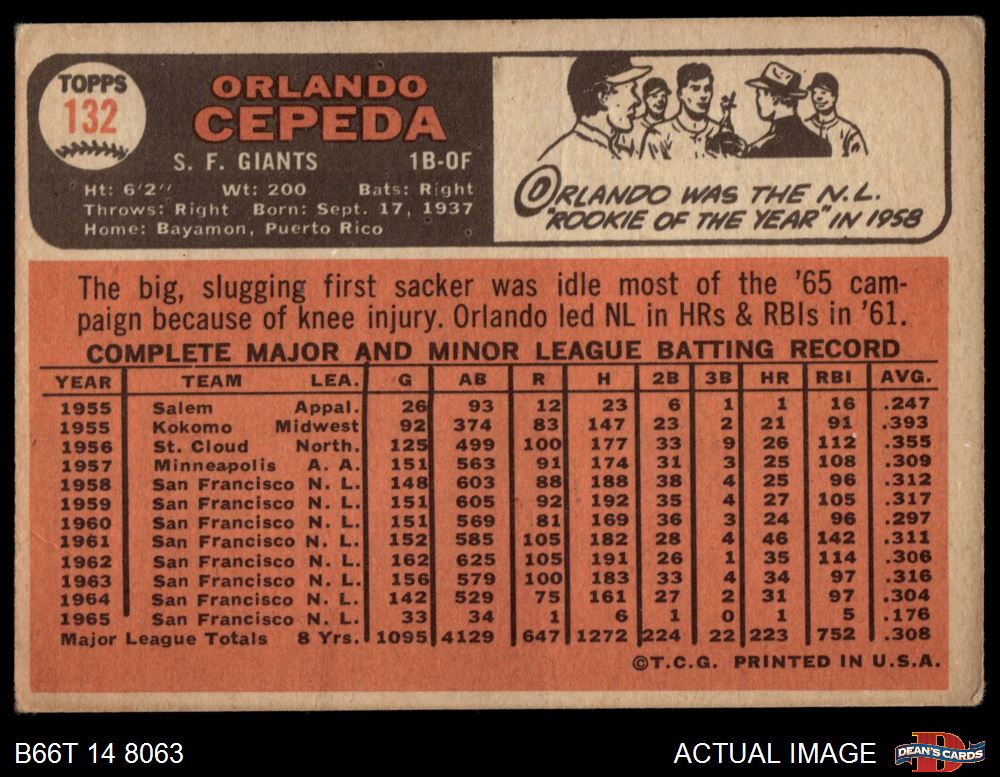 TOPPS
132
ORLANDO
CEPEDA
S. F. GIANTS 1B-OF
Ht: 6'2" Wt: 200 Bats: Right
Throws: Right Born: Sept. 17, 1937
Home: Bayamon, Puerto Rico
ORLANDO WAS THE N.L.
"ROOKIE OF THE YEAR" IN 1958
The big, slugging first sacker was idle most of the '65 cam-
paign because of knee injury. Orlando led NL in HRs & RBIs in '61.
COMPLETE MAJOR AND MINOR LEAGUE BATTING RECORD
YEAR TEAM LEA. G AB R H 2B 3B HR RBI AVG.
1955 Salem Appal. 26 93 12 23 6 1 1 16 .247
1955 Kokomo Midwest 92 374 83 147 23 2 21 91 .393
1956 St. Cloud North. 125 499 100 177 33 9 26 112 .355
1957 Minneapolis A. A. 151 563 91 174 31 3 25 108 .309
1958 San Francisco N. L. 148 603 88 188 38 4 25 96 .312
1959 San Francisco N. L. 151 605 92 192 35 4 27 105 .317
1960 San Francisco N. L. 151 569 81 169 36 3 24 96 .297
1961 San Francisco N. L. 152 585 105 182 28 4 46 142 .311
1962 San Francisco N. L. 162 625 105 191 26 1 35 114 .306
1963 San Francisco N. L. 156 579 100 183 33 4 34 97 .316
1964 San Francisco N. L. 142 529 75 161 27 2 31 97 .304
1965 San Francisco N. L. 33 34 1 6 1 0 1 5 .176
Major League Totals 8 Yrs. 1095 4129 647 1272 224 22 223 752 .308
©T.C.G. PRINTED IN U.S.A.
B66T 14 8063 ACTUAL IMAGE
D
DEAN'S CARDS